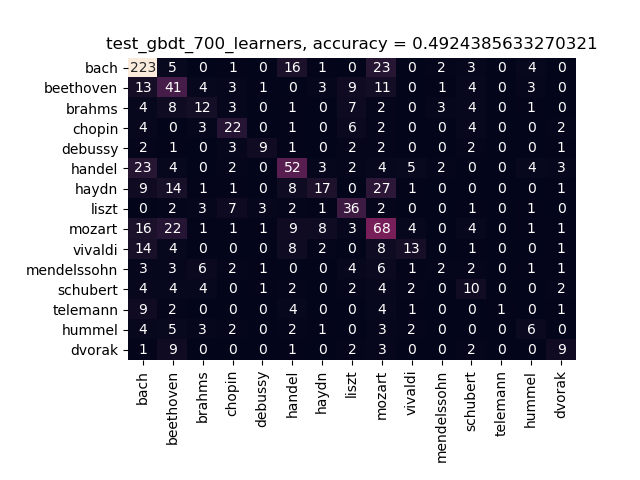 test_gbdt_700_learners, accuracy = 0.4924385633270321
bach 223 5 0 1 0 16 1 0 23 0 2 3 0 4 0
beethoven 13 41 4 3 1 0 3 9 11 0 1 4 0 3 0
brahms 4 8 12 3 0 1 0 7 2 0 3 4 0 1 0
chopin 4 0 3 22 0 1 0 6 2 0 0 4 0 0 2
debussy 2 1 0 3 9 1 0 2 2 0 0 2 0 0 1
handel 23 4 0 2 0 52 3 2 4 5 2 0 0 4 3
haydn 9 14 1 1 0 8 17 0 27 1 0 0 0 0 1
liszt 0 2 3 7 3 2 1 36 2 0 0 1 0 1 0
mozart 16 22 1 1 1 9 8 3 68 4 0 4 0 1 1
vivaldi 14 4 0 0 0 8 2 0 8 13 0 1 0 0 1
mendelssohn 3 3 6 2 1 0 0 4 6 1 2 2 0 1 1
schubert 4 4 4 0 1 2 0 2 4 2 0 10 0 0 2
telemann 9 2 0 0 0 4 0 0 4 1 0 0 1 0 1
hummel 4 5 3 2 0 2 1 0 3 2 0 0 0 6 0
dvorak 1 9 0 0 0 1 0 2 3 0 0 2 0 0 9
bach beethoven brahms chopin debussy handel haydn liszt mozart vivaldi mendelssohn schubert telemann hummel dvorak